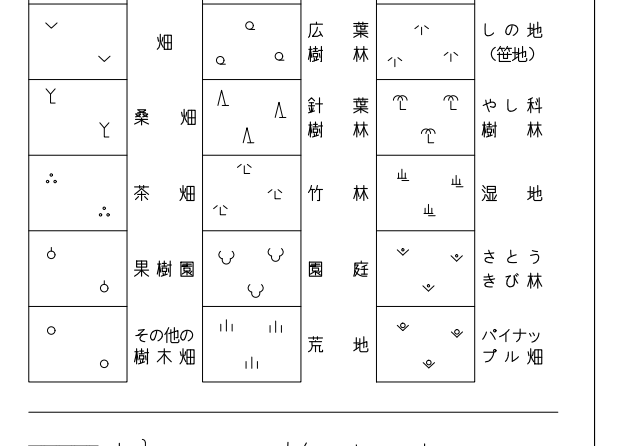 畑
広葉
樹林
しの地
（笹地）
桑畑
針葉
樹林
やし科
樹林
茶畑
竹林
湿地
果樹園
園庭
さとう
きび林
その他の
樹木畑
荒地
パイナッ
プル畑